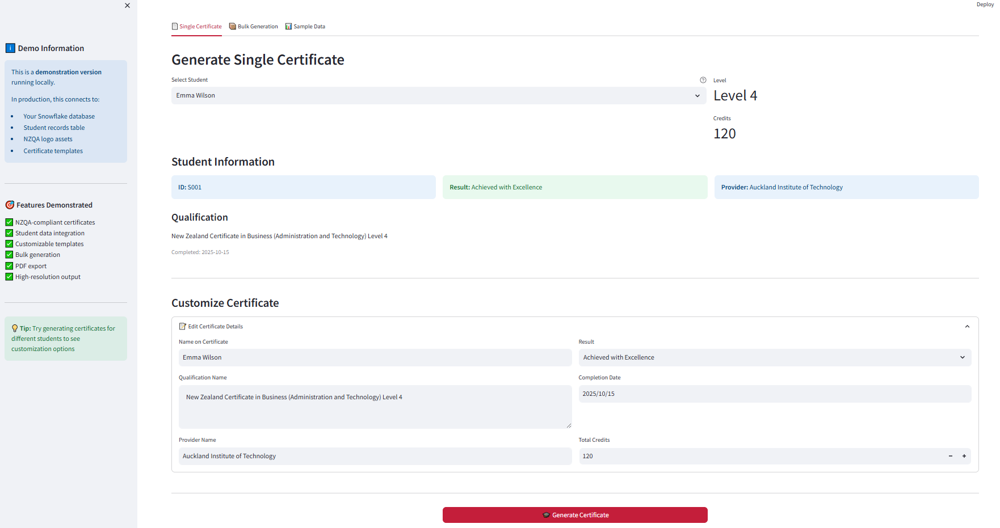 Deploy
Demo Information
This is a demonstration version
running locally.
In production, this connects to:
• Your Snowflake database
• Student records table
• NZQA logo assets
• Certificate templates
Features Demonstrated
NZQA-compliant certificates
Student data integration
Customizable templates
Bulk generation
PDF export
High-resolution output
Tip: Try generating certificates for
different students to see
customization options
Single Certificate
Bulk Generation
Sample Data
Generate Single Certificate
Select Student
Emma Wilson
Level
Level 4
Credits
120
Student Information
ID: S001
Result: Achieved with Excellence
Provider: Auckland Institute of Technology
Qualification
New Zealand Certificate in Business (Administration and Technology) Level 4
Completed: 2025-10-15
Customize Certificate
Edit Certificate Details
Name on Certificate
Emma Wilson
Result
Achieved with Excellence
Qualification Name
New Zealand Certificate in Business (Administration and Technology) Level 4
Completion Date
2025/10/15
Provider Name
Auckland Institute of Technology
Total Credits
120
Generate Certificate